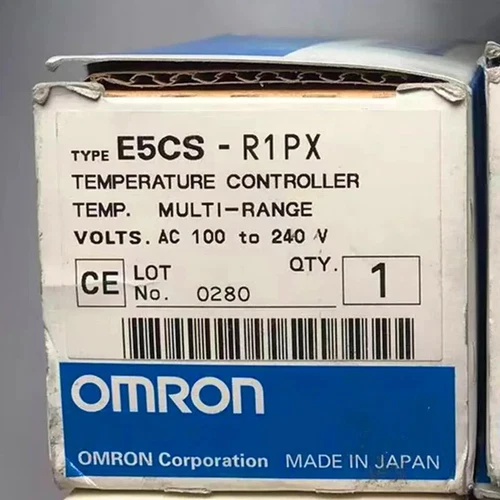 TYPE E5CS - R1PX
TEMPERATURE CONTROLLER
TEMP. MULTI-RANGE
VOLTS. AC 100 to 240 V
CE LOT No. 0280 QTY. 1
OMRON
OMRON Corporation MADE IN JAPAN